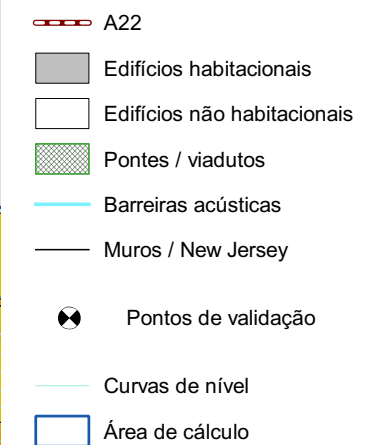 A22
Edifícios habitacionais
Edifícios não habitacionais
Pontes / viadutos
Barreiras acústicas
Muros / New Jersey
Pontos de validação
Curvas de nível
Área de cálculo